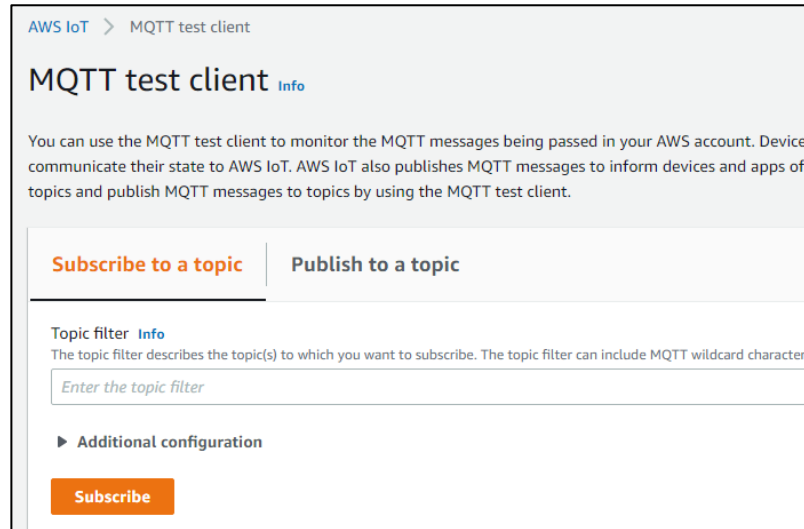 AWS IoT > MQTT test client
MQTT test client Info
You can use the MQTT test client to monitor the MQTT messages being passed in your AWS account. Device
communicate their state to AWS IoT. AWS IoT also publishes MQTT messages to inform devices and apps of
topics and publish MQTT messages to topics by using the MQTT test client.
Subscribe to a topic Publish to a topic
Topic filter Info
The topic filter describes the topic(s) to which you want to subscribe. The topic filter can include MQTT wildcard character
Enter the topic filter
Additional configuration
Subscribe